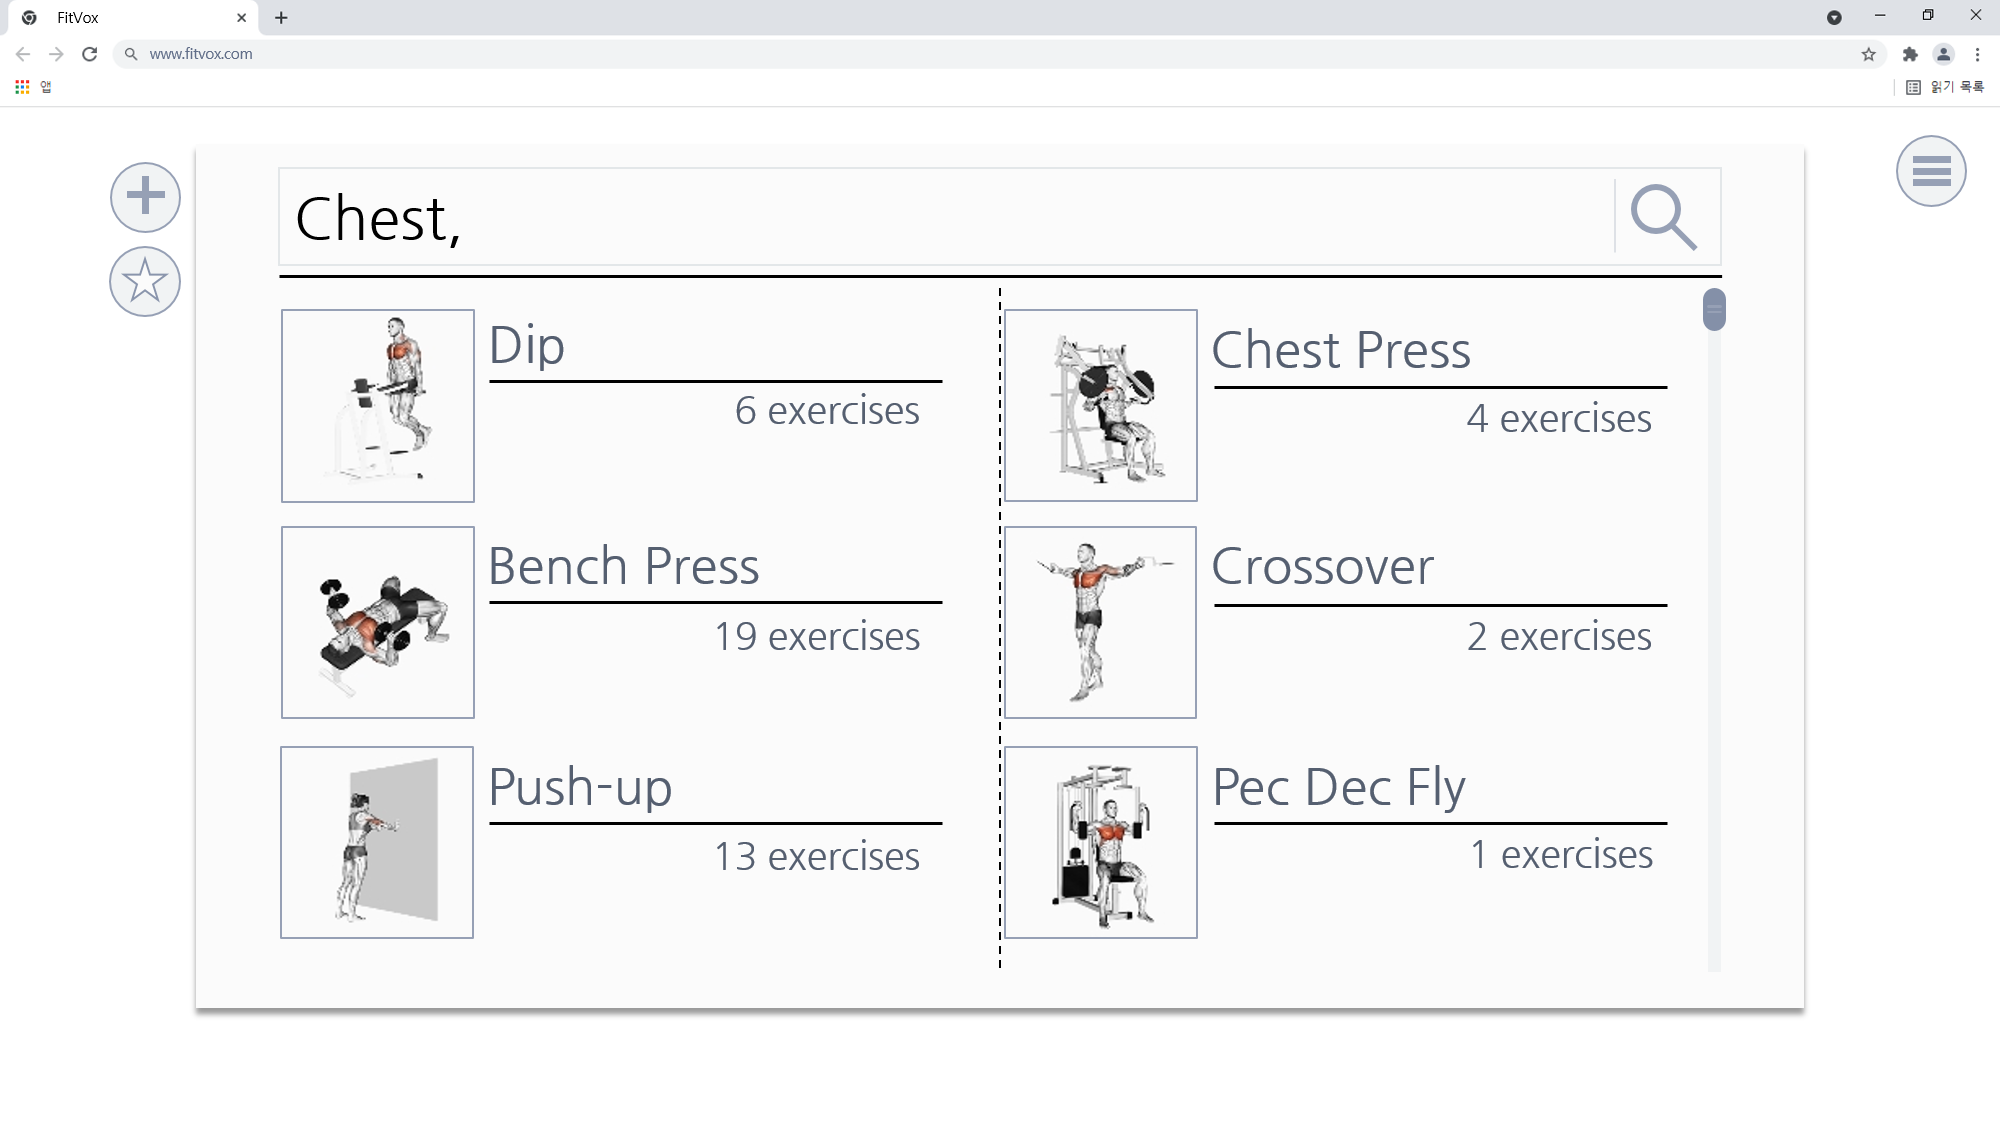 FitVox
www.fitvox.com
앱
읽기 목록
Chest,
Dip
6 exercises
Chest Press
4 exercises
Bench Press
19 exercises
Crossover
2 exercises
Push-up
13 exercises
Pec Dec Fly
1 exercises